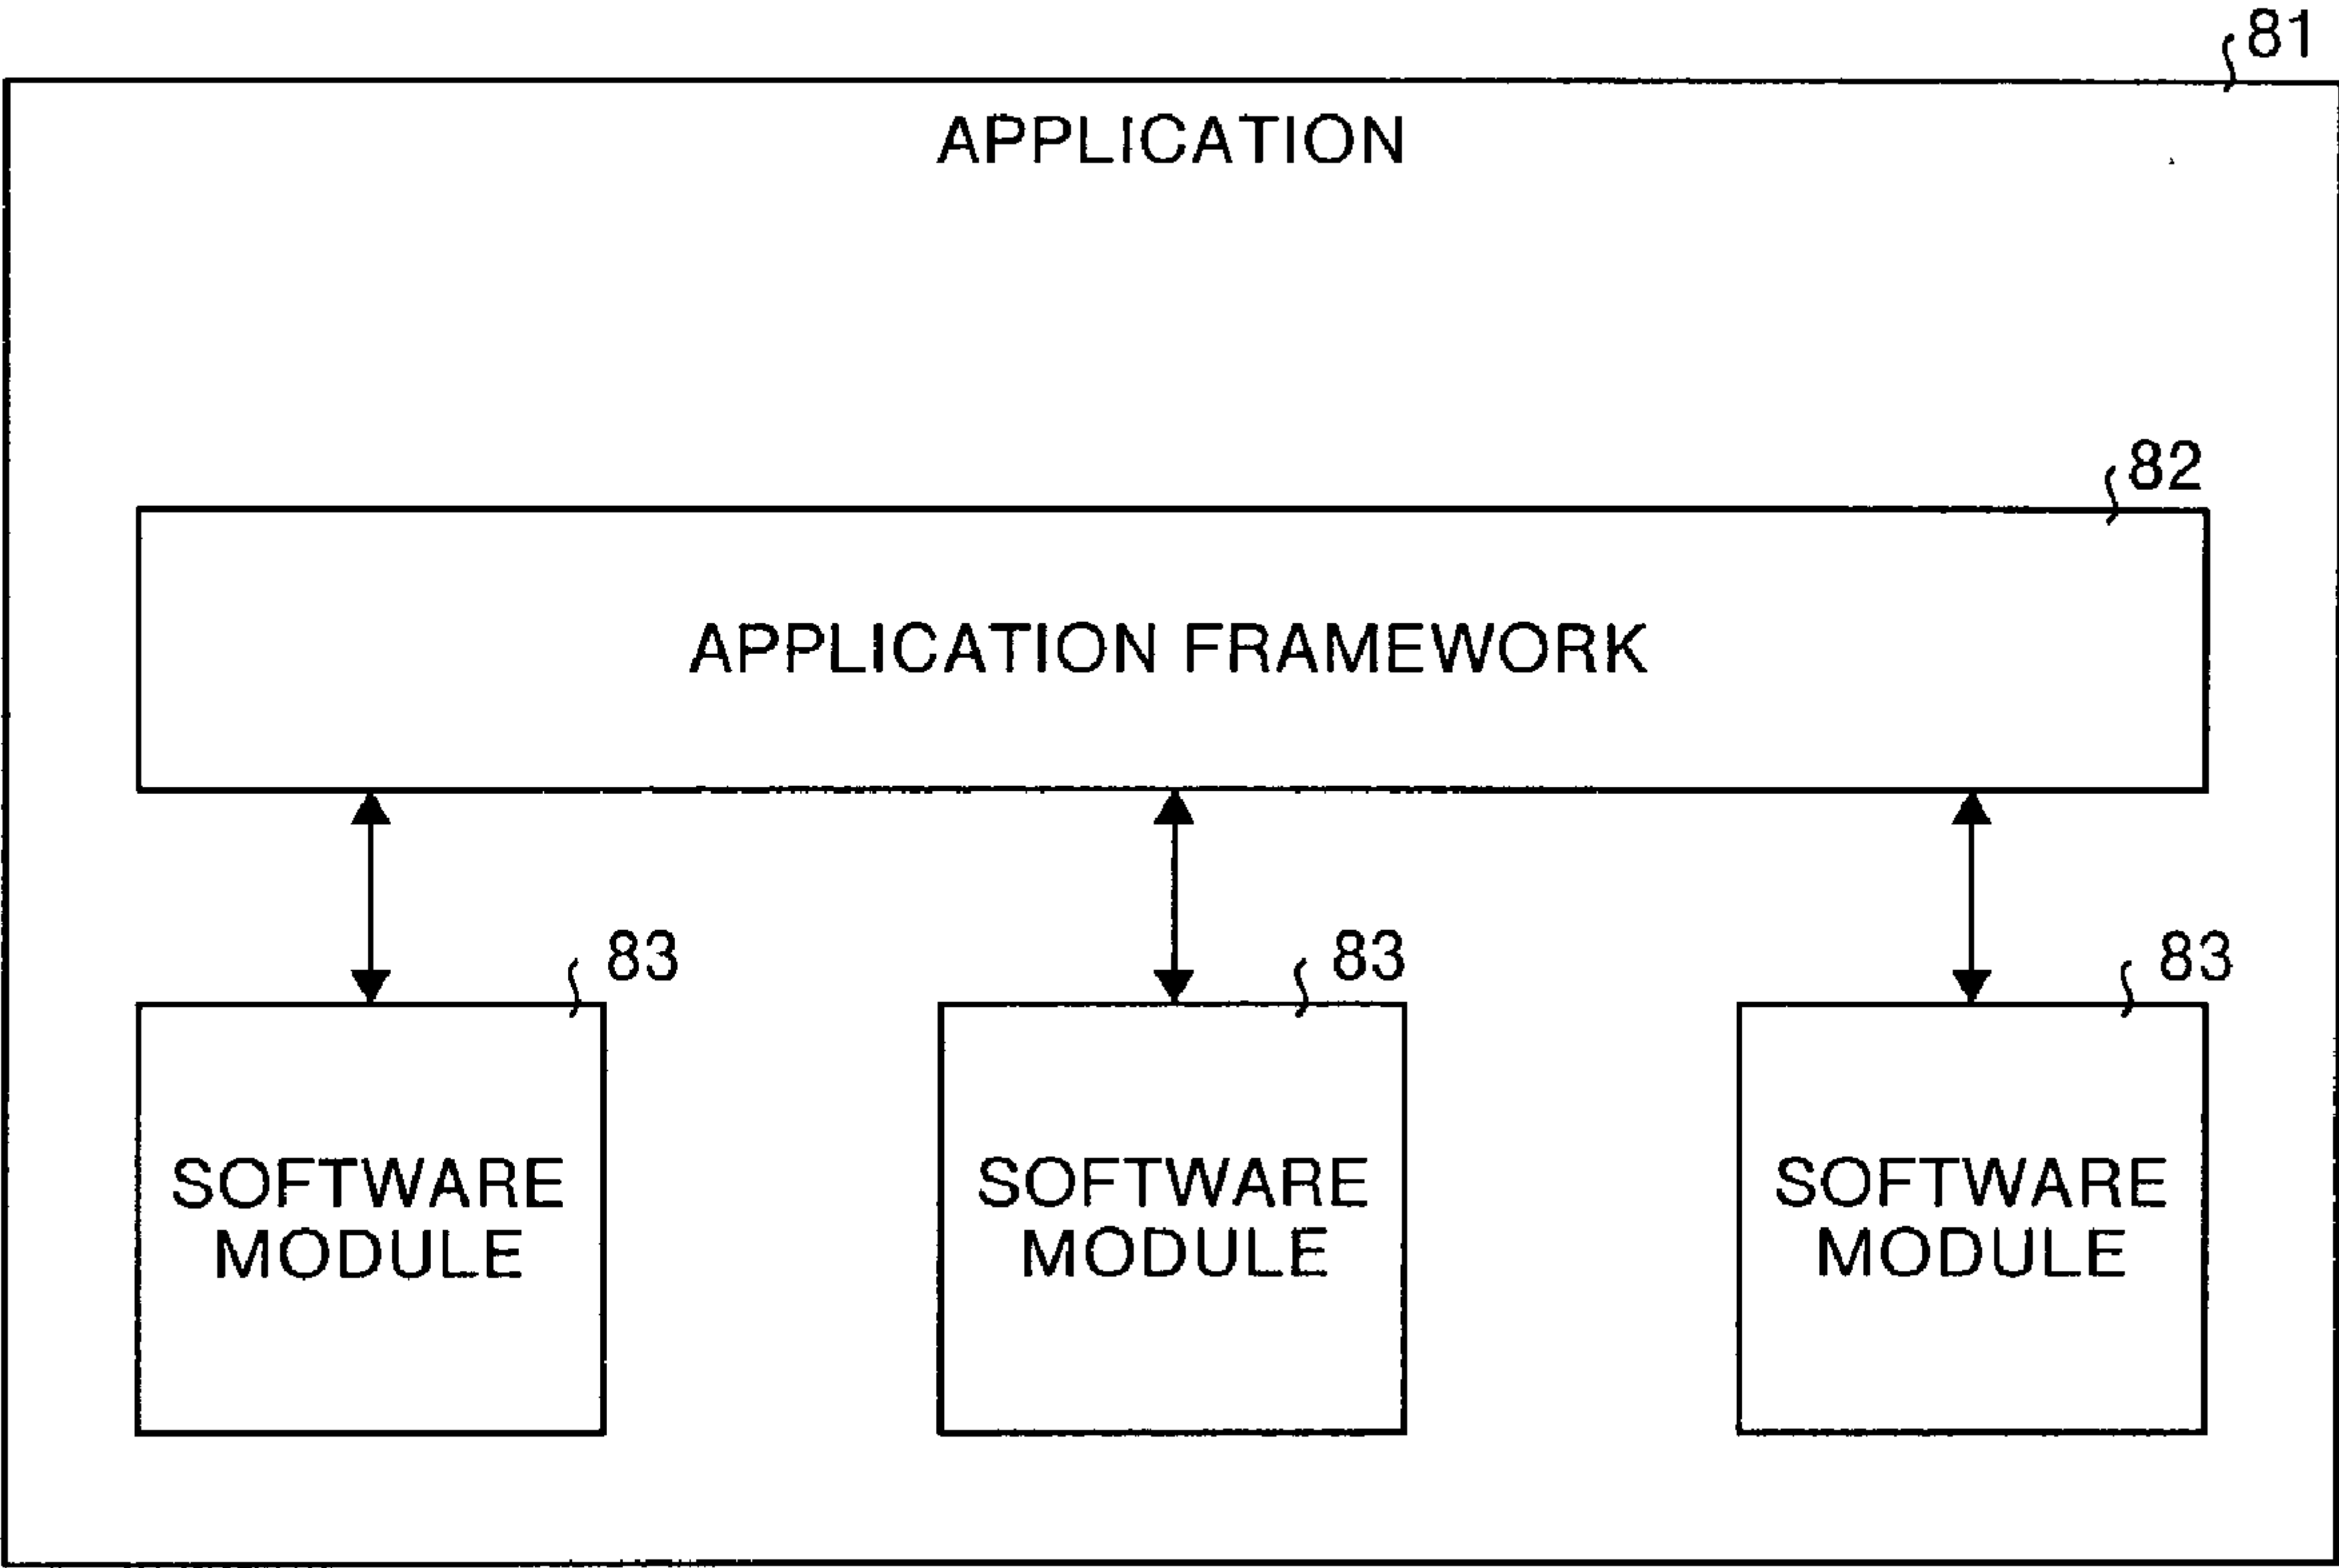 81
APPLICATION
82
APPLICATION FRAMEWORK
83
83
83
SOFTWARE
MODULE
SOFTWARE
MODULE
SOFTWARE
MODULE